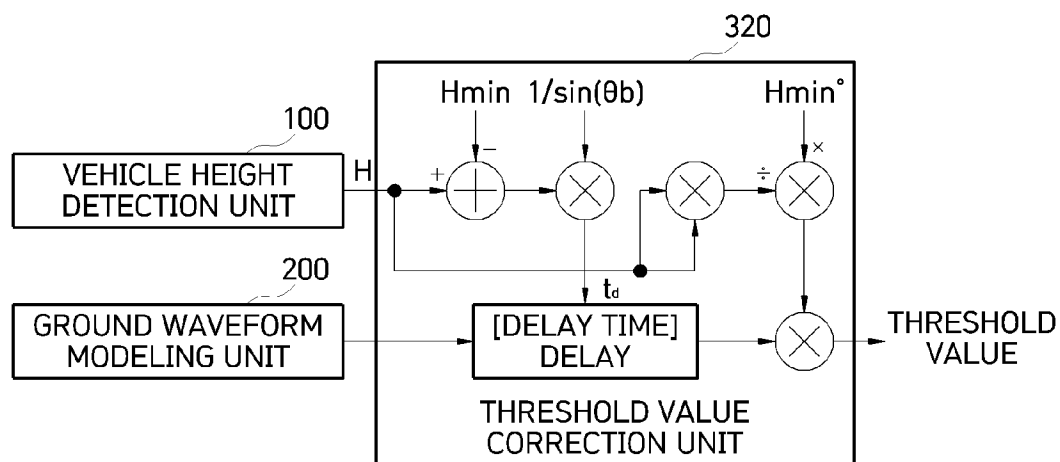 320
Hmin 1/sin(θb) Hmin°
100
VEHICLE HEIGHT
DETECTION UNIT
H
+
−
÷
×
200
td
GROUND WAVEFORM
MODELING UNIT
[DELAY TIME]
DELAY
THRESHOLD
VALUE
THRESHOLD VALUE
CORRECTION UNIT